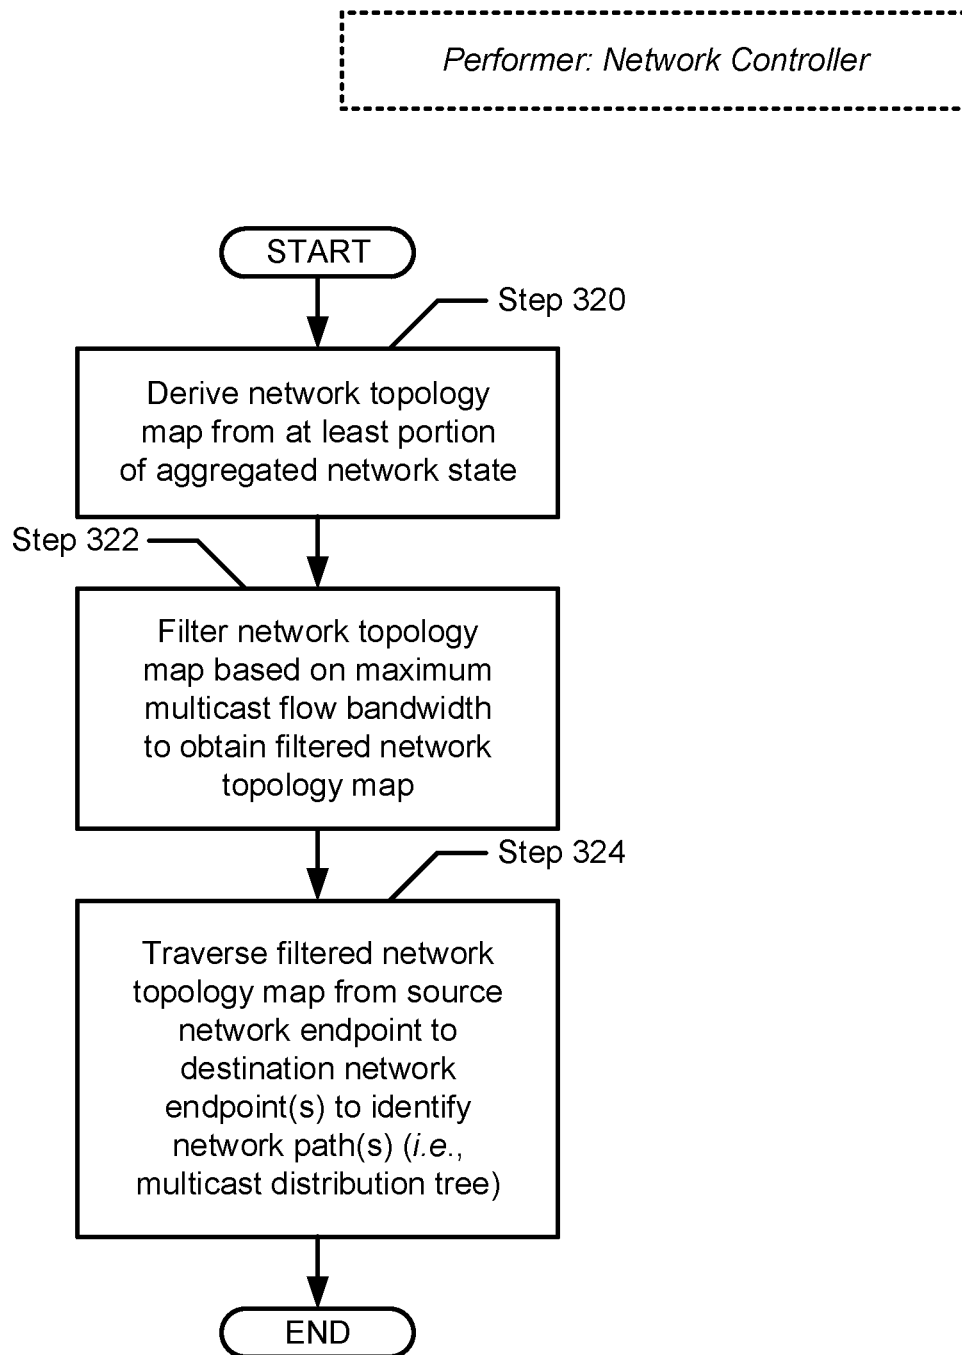 Performer: Network Controller
START
Step 320
Derive network topology
map from at least portion
of aggregated network state
Step 322
Filter network topology
map based on maximum
multicast flow bandwidth
to obtain filtered network
topology map
Step 324
Traverse filtered network
topology map from source
network endpoint to
destination network
endpoint(s) to identify
network path(s) (i.e.,
multicast distribution tree)
END